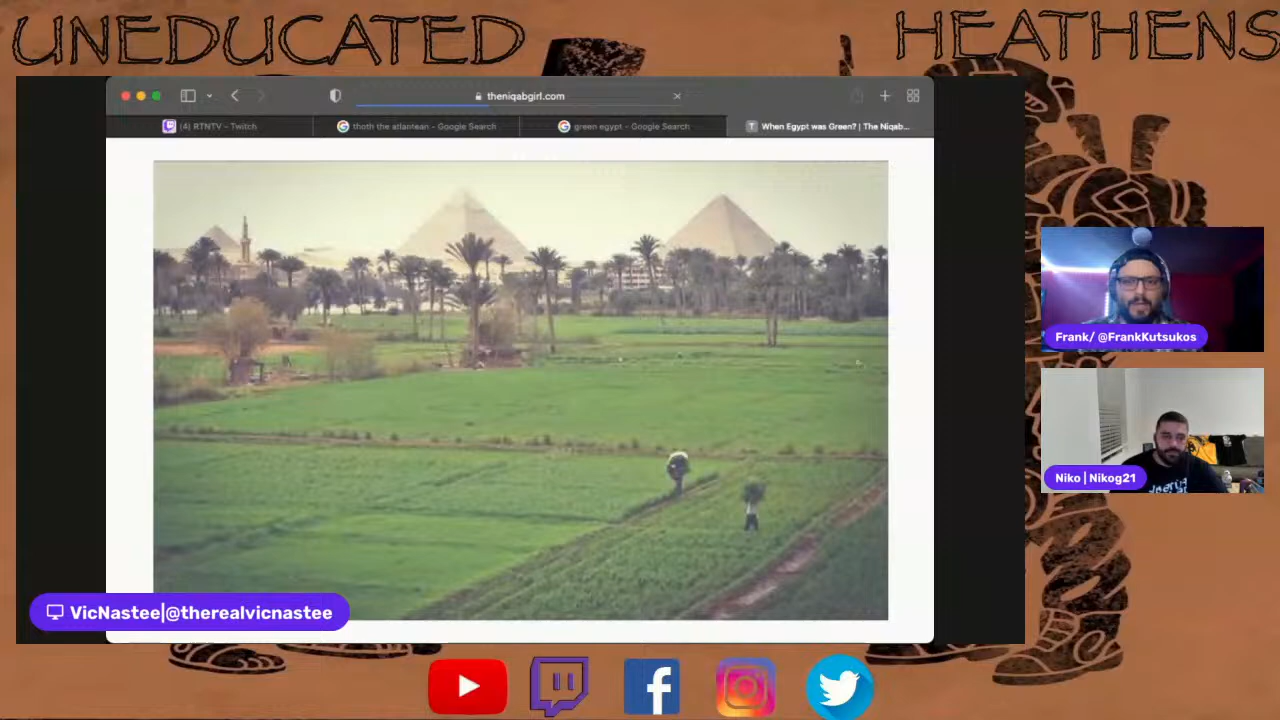 UNEDUCATED HEATHENS
theniqabgirl.com
(4) RTNTV - Twitch
thoth the atlantean - Google Search
green egypt - Google Search
When Egypt was Green? | The Niqab...
Frank/ @FrankKutsukos
Niko | Nikog21
VicNastee|@therealvicnastee